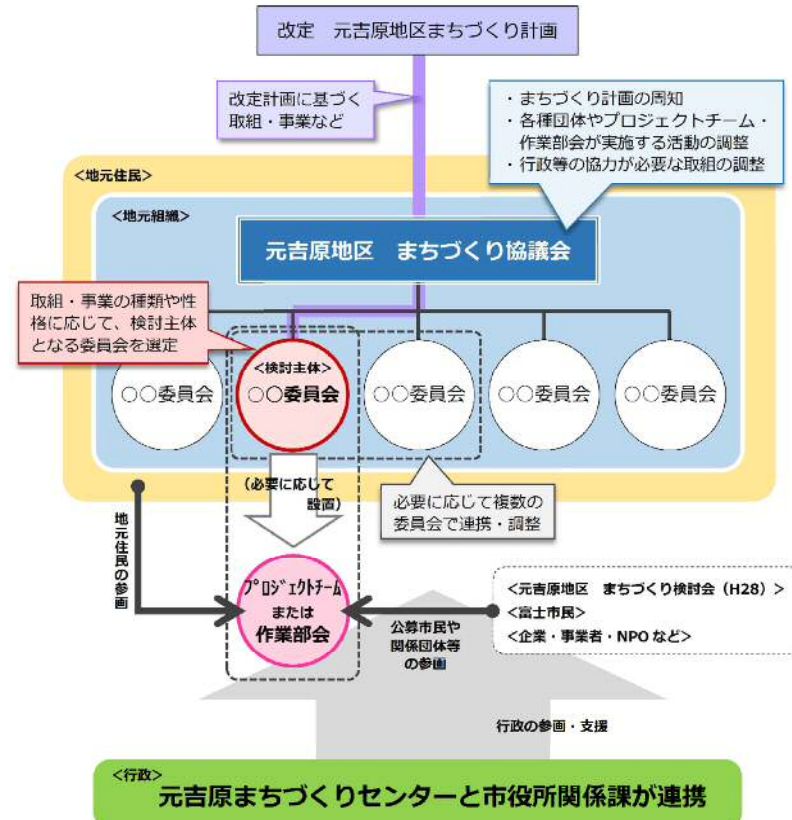 改定　元吉原地区まちづくり計画
改定計画に基づく
取組・事業など
・まちづくり計画の周知
・各種団体やプロジェクトチーム・
作業部会が実施する活動の調整
・行政等の協力が必要な取組の調整
<地元住民>
<地元組織>
元吉原地区　まちづくり協議会
取組・事業の種類や性
格に応じて、検討主体
となる委員会を選定
○○委員会
<検討主体>
○○委員会
○○委員会
○○委員会
○○委員会
(必要に応じて
設置)
必要に応じて複数の
委員会で連携・調整
地元住民の参画
ﾌﾟﾛｼﾞｪｸﾄﾁｰﾑ
または
作業部会
公募市民や
関係団体等
の参画
<元吉原地区　まちづくり検討会（H28）>
<富士市民>
<企業・事業者・NPO など>
行政の参画・支援
<行政>
元吉原まちづくりセンターと市役所関係課が連携